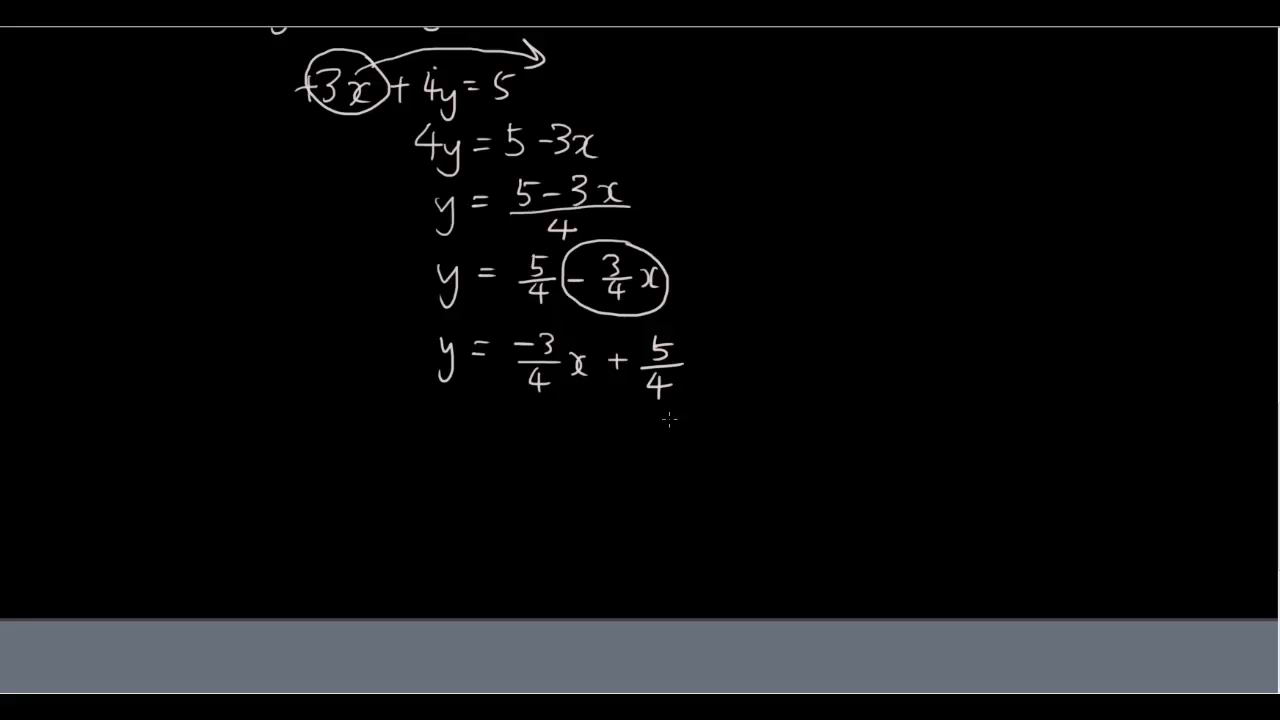 +3x + 4y = 5
4y = 5 - 3x
y = 5 - 3x / 4
y = 5/4 - 3/4 x
y = -3/4 x + 5/4